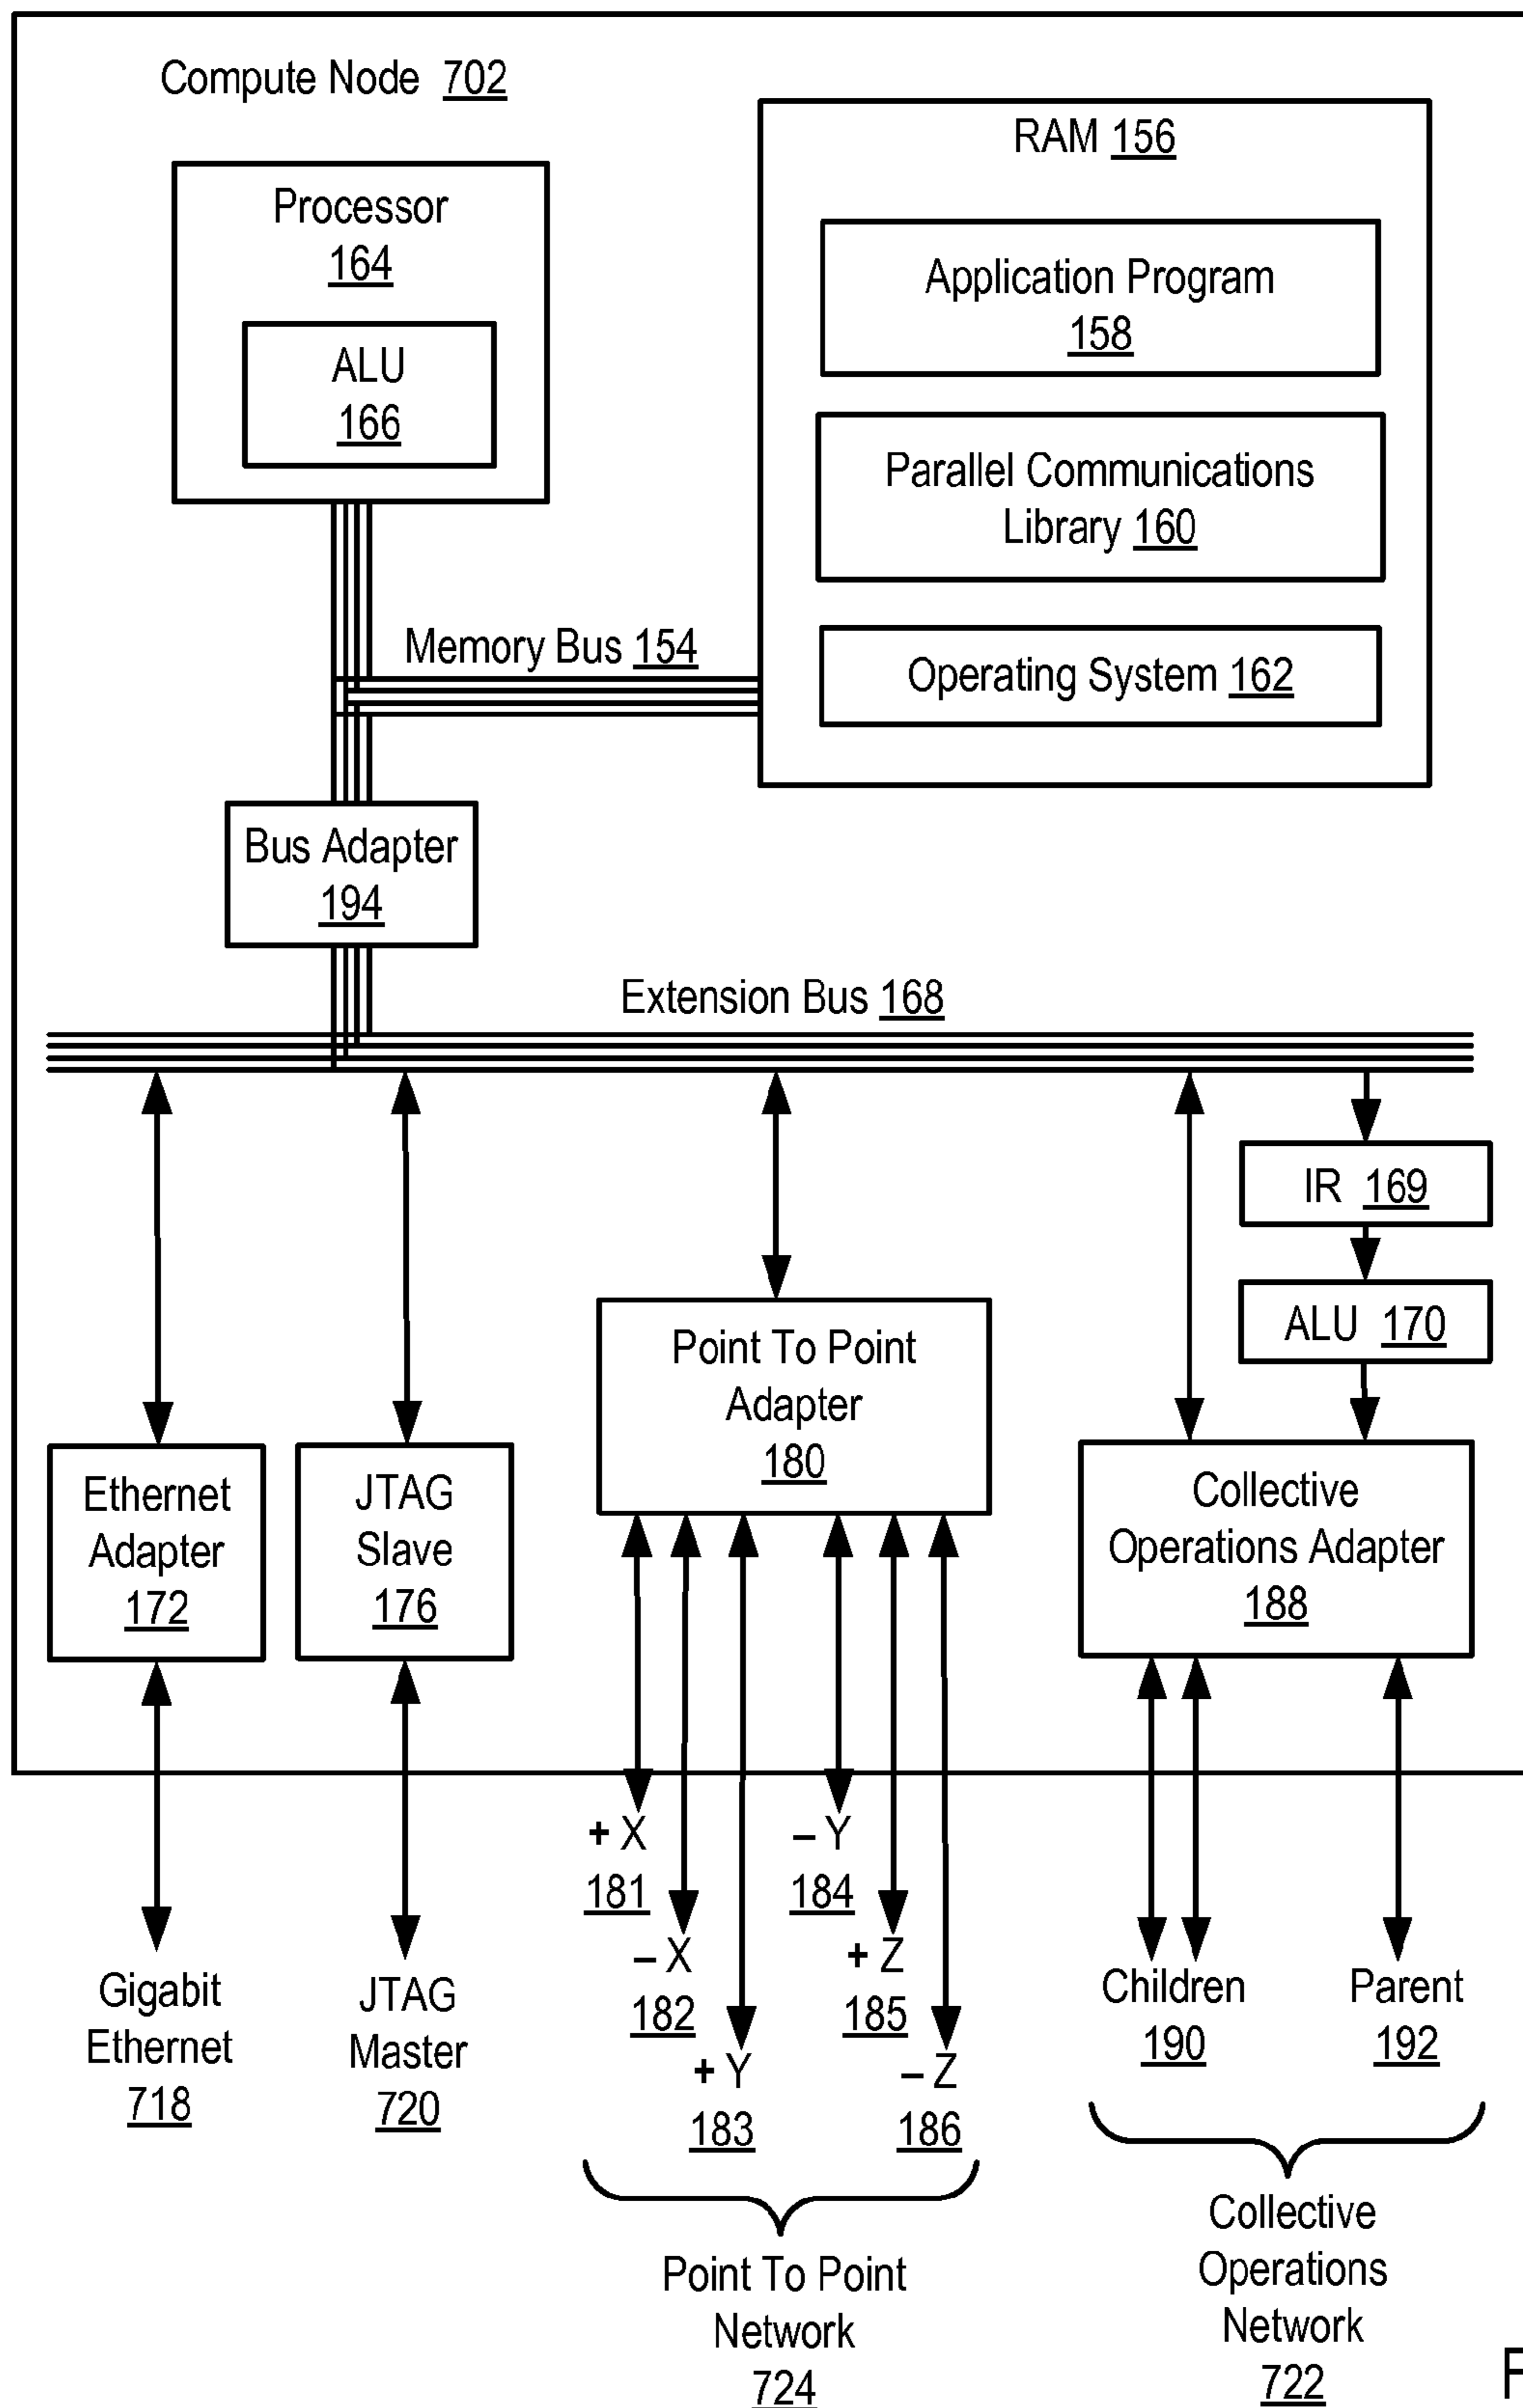 Compute Node 702
RAM 156
Processor
164
ALU
166
Application Program
158
Parallel Communications
Library 160
Operating System 162
Memory Bus 154
Bus Adapter
194
Extension Bus 168
IR 169
ALU 170
Point To Point
Adapter
180
Ethernet
Adapter
172
JTAG
Slave
176
Collective
Operations Adapter
188
+ X
181
– X
182
+ Y
183
– Y
184
+ Z
185
– Z
186
Gigabit
Ethernet
718
JTAG
Master
720
Children
190
Parent
192
Point To Point
Network
724
Collective
Operations
Network
722
F